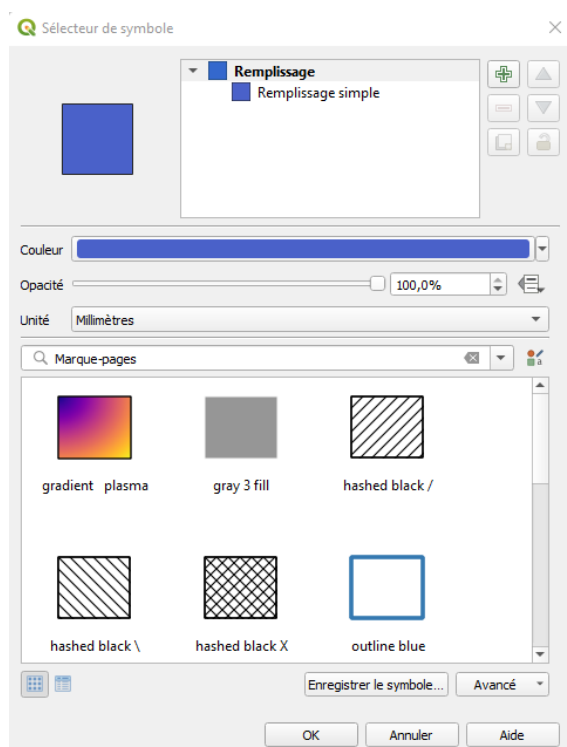 Sélecteur de symbole
Remplissage
Remplissage simple
Couleur
Opacité
100,0%
Unité
Millimètres
Marque-pages
a
gradient plasma
gray 3 fill
hashed black /
hashed black \
hashed black X
outline blue
Enregistrer le symbole...
Avancé
OK
Annuler
Aide